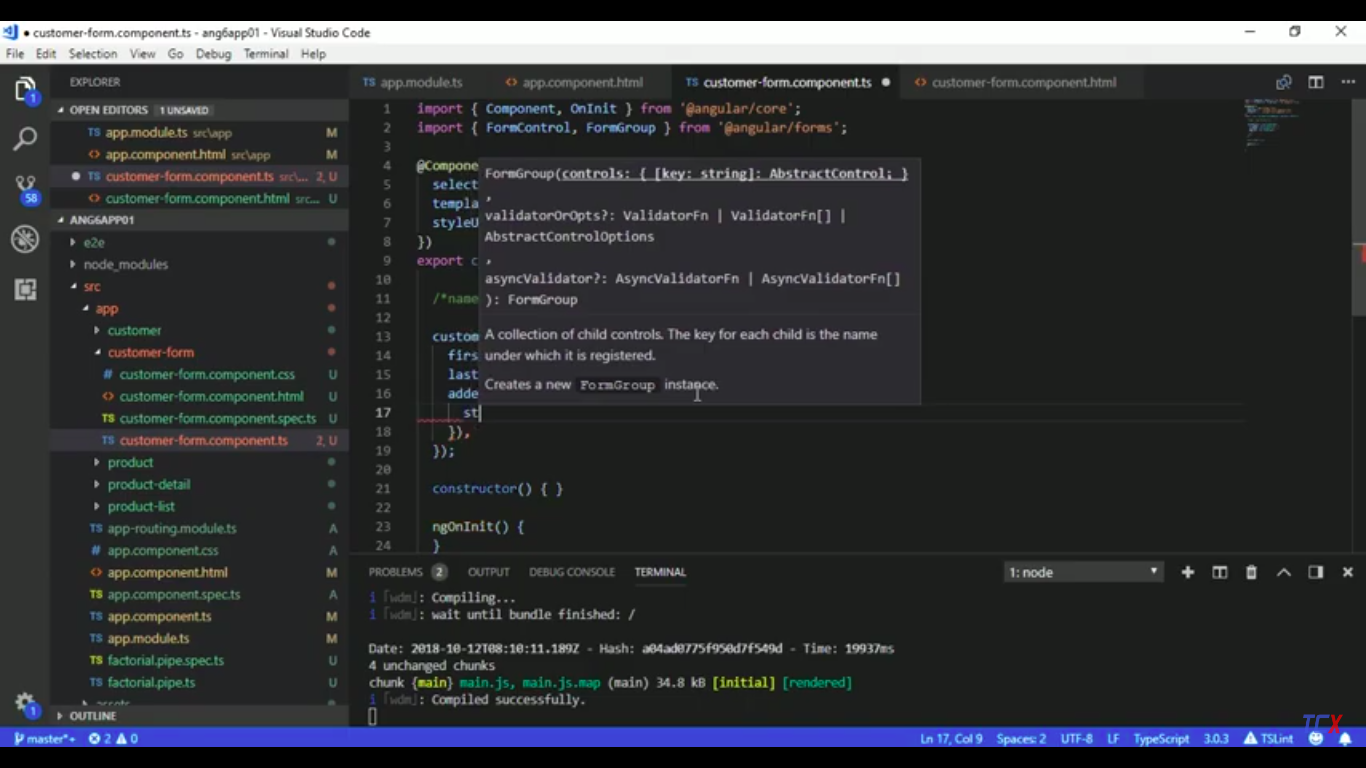 customer-form.component.ts - ang6app01 - Visual Studio Code
File Edit Selection View Go Debug Terminal Help
EXPLORER
OPEN EDITORS 1 UNSAVED
TS app.module.ts src\app M
<> app.component.html src\app M
● TS customer-form.component.ts src\... 2, U
<> customer-form.component.html src... U
ANG6APP01
e2e
node_modules
src
app
customer
customer-form
# customer-form.component.css U
<> customer-form.component.html U
TS customer-form.component.spec.ts U
TS customer-form.component.ts 2, U
product
product-detail
product-list
TS app-routing.module.ts A
# app.component.css A
<> app.component.html M
TS app.component.spec.ts U
TS app.component.ts M
TS app.module.ts M
TS factorial.pipe.spec.ts U
TS factorial.pipe.ts U
assets
OUTLINE
1
58
1
TS app.module.ts <> app.component.html TS customer-form.component.ts ● <> customer-form.component.html
1 import { Component, OnInit } from '@angular/core';
2 import { FormControl, FormGroup } from '@angular/forms';
3
4 @Compone
5 select
6 templa
7 styleU
8 })
9 export c
10
11 /*name
12
13 custom
14 firs
15 last
16 adde
17 st
18 }),
19 });
20
21 constructor() { }
22
23 ngOnInit() {
24 }
FormGroup(controls: { [key: string]: AbstractControl; }
,
validatorOrOpts?: ValidatorFn | ValidatorFn[] |
AbstractControlOptions
,
asyncValidator?: AsyncValidatorFn | AsyncValidatorFn[]
): FormGroup
A collection of child controls. The key for each child is the name
under which it is registered.
Creates a new FormGroup instance.
PROBLEMS 2 OUTPUT DEBUG CONSOLE TERMINAL 1: node
i ｢wdm｣: Compiling...
i ｢wdm｣: wait until bundle finished: /
Date: 2018-10-12T08:10:11.189Z - Hash: a04ad0775f950d7f549d - Time: 19937ms
4 unchanged chunks
chunk {main} main.js, main.js.map (main) 34.8 kB [initial] [rendered]
i ｢wdm｣: Compiled successfully.
TCX
master*+ 2 0 Ln 17, Col 9 Spaces: 2 UTF-8 LF TypeScript 3.0.3 TSLint